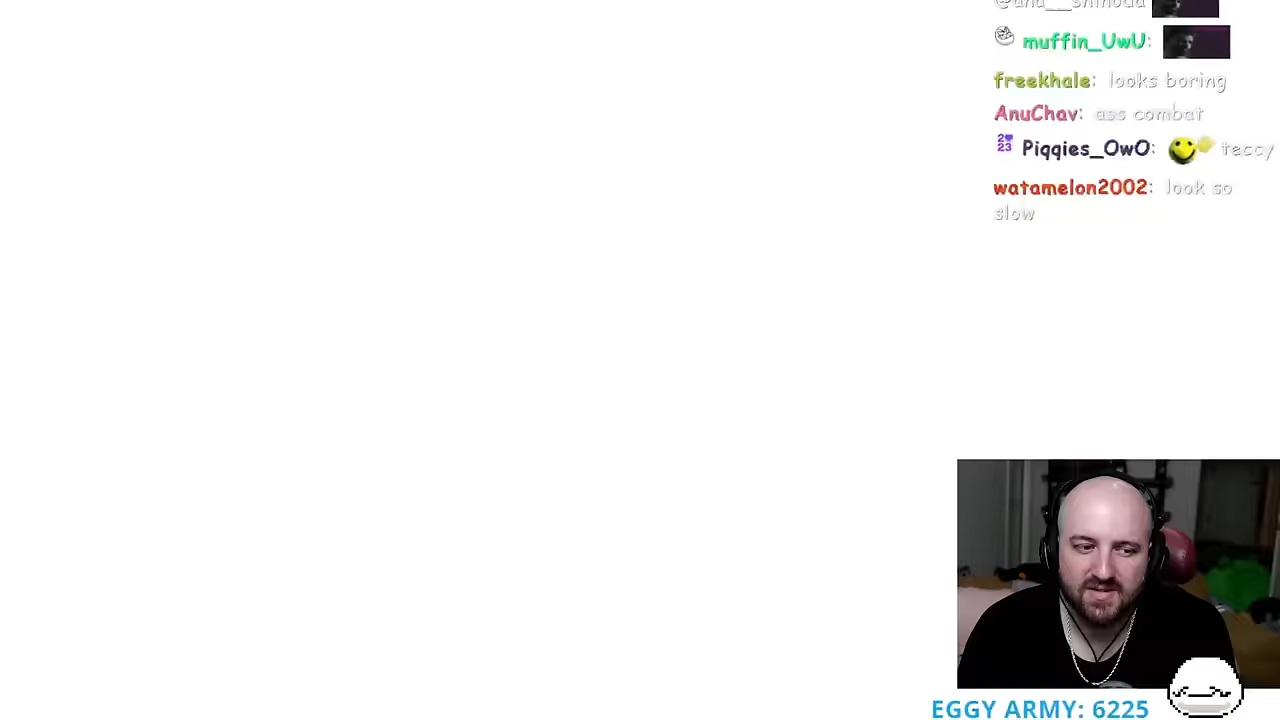 muffin_UwU:
freekhale: looks boring
AnuChav: ass combat
Piqqies_OwO: teccy
watamelon2002: look so
slow
EGGY ARMY: 6225